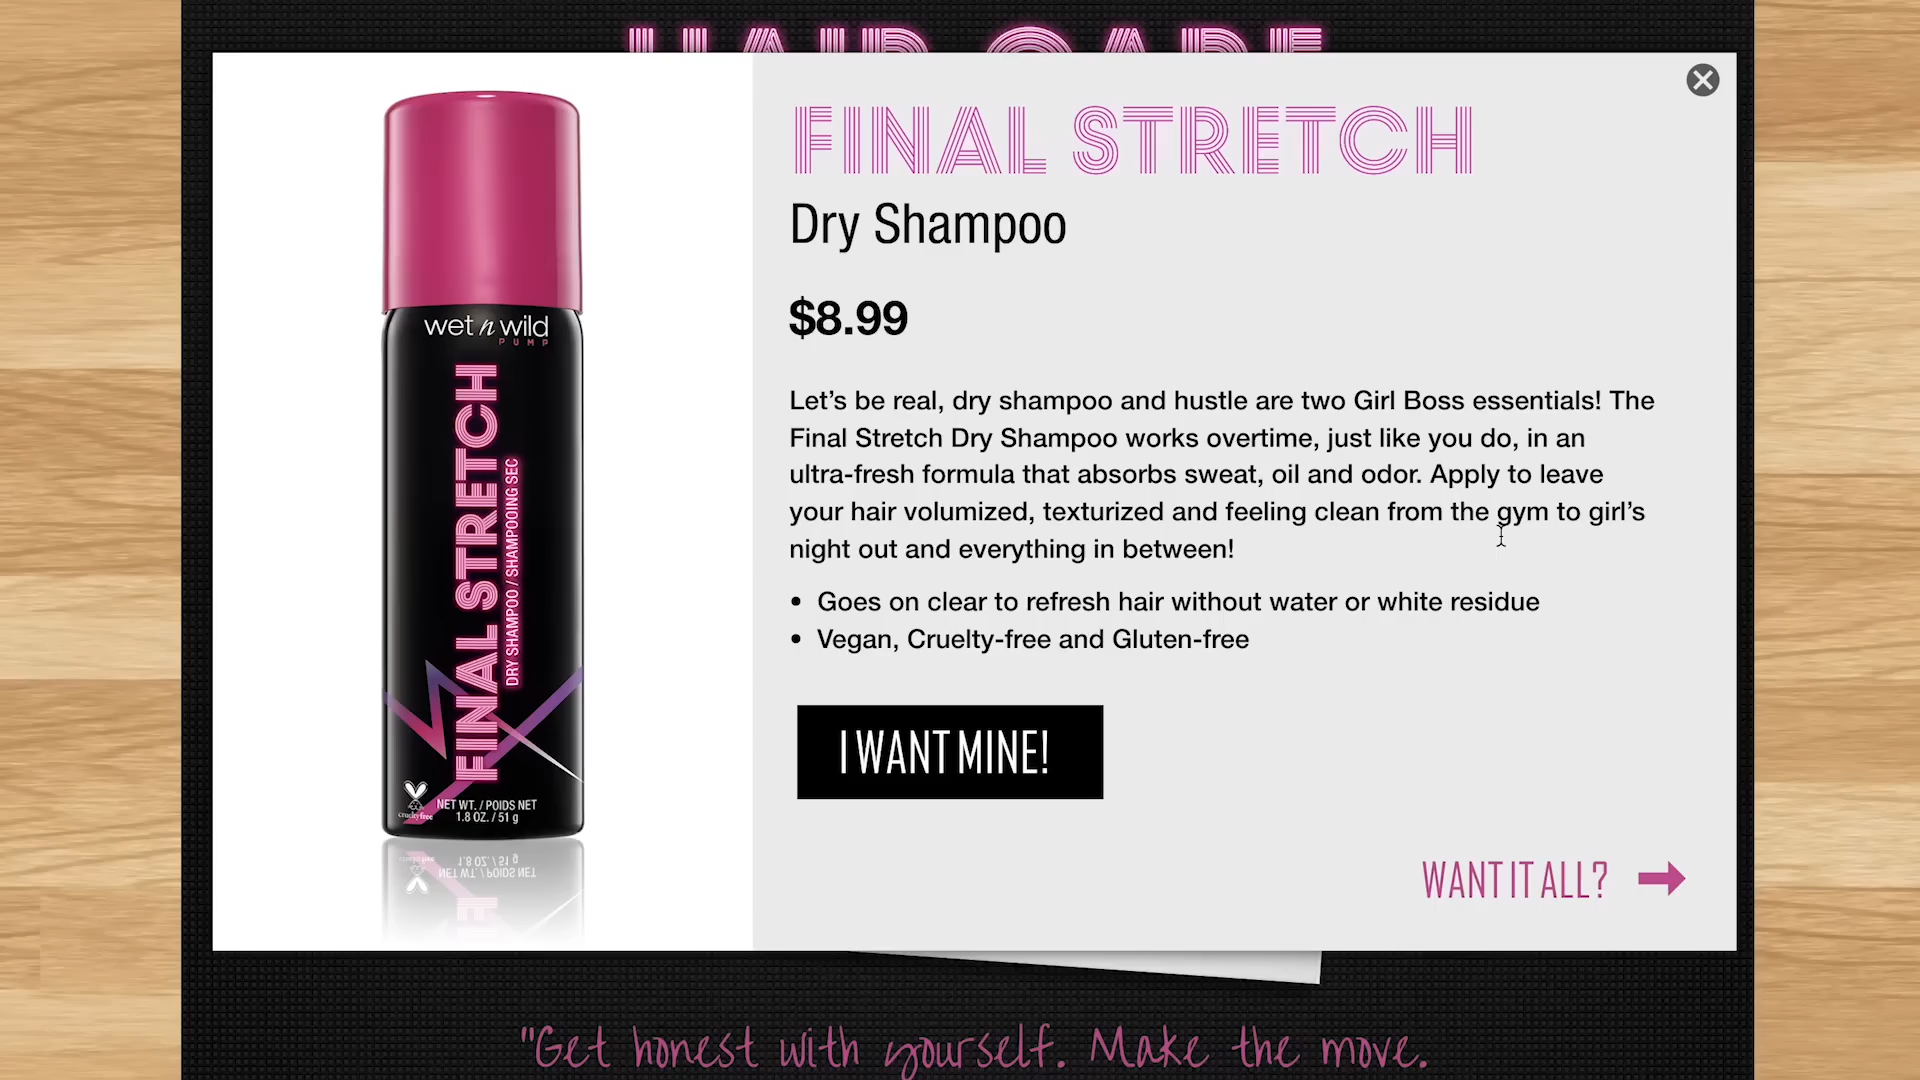 HAIR CARE
FINAL STRETCH
Dry Shampoo
$8.99
Let’s be real, dry shampoo and hustle are two Girl Boss essentials! The
Final Stretch Dry Shampoo works overtime, just like you do, in an
ultra-fresh formula that absorbs sweat, oil and odor. Apply to leave
your hair volumized, texturized and feeling clean from the gym to girl’s
night out and everything in between!
• Goes on clear to refresh hair without water or white residue
• Vegan, Cruelty-free and Gluten-free
I WANT MINE!
WANT IT ALL?
wet n wild
PUMP
FINAL STRETCH
DRY SHAMPOO / SHAMPOOING SEC
cruelty free
NET WT. / POIDS NET
1.8 OZ. / 51 g
"Get honest with yourself. Make the move.